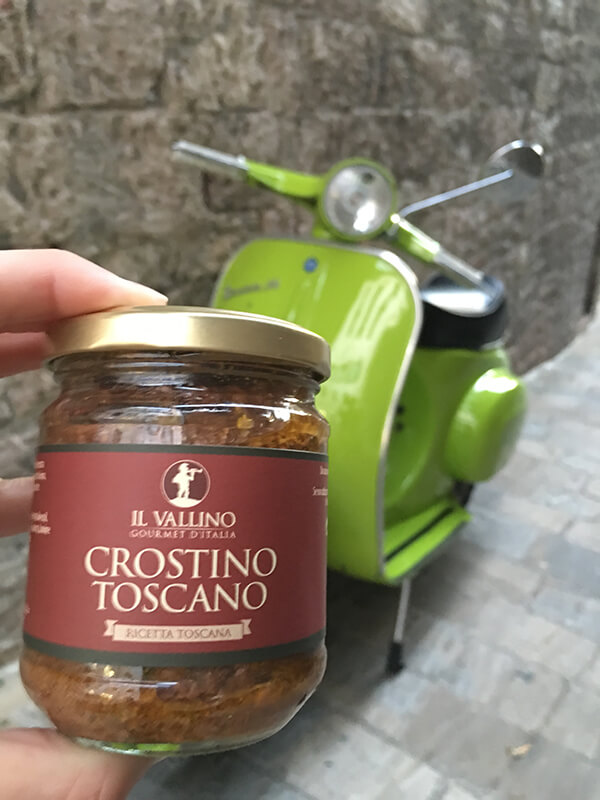 IL VALLINO
GOURMET D'ITALIA
CROSTINO
TOSCANO
RICETTA TOSCANA